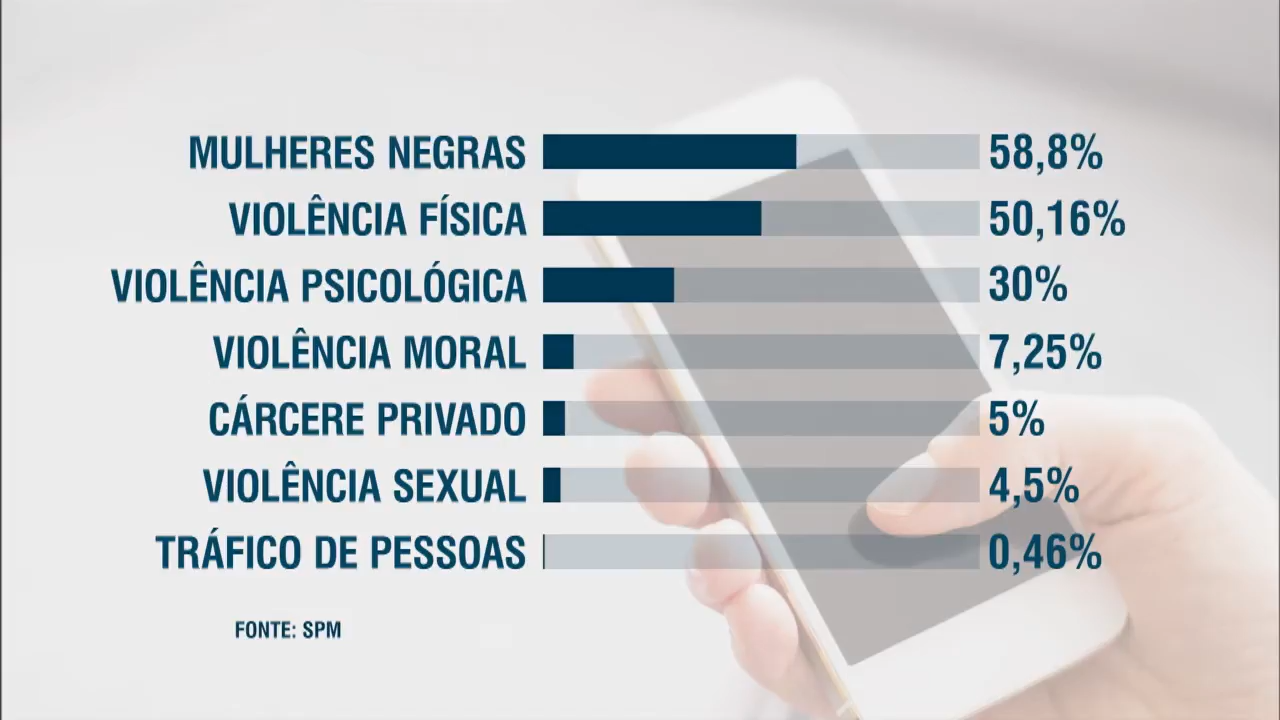 MULHERES NEGRAS 58,8%
VIOLÊNCIA FÍSICA 50,16%
VIOLÊNCIA PSICOLÓGICA 30%
VIOLÊNCIA MORAL 7,25%
CÁRCERE PRIVADO 5%
VIOLÊNCIA SEXUAL 4,5%
TRÁFICO DE PESSOAS 0,46%
FONTE: SPM